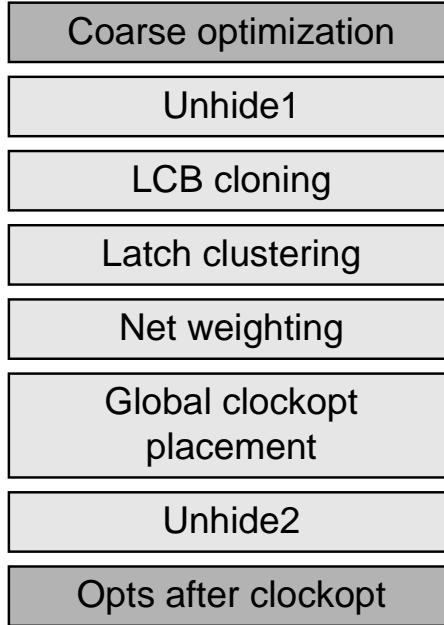 Coarse optimization
Unhide1
LCB cloning
Latch clustering
Net weighting
Global clockopt
placement
Unhide2
Opts after clockopt